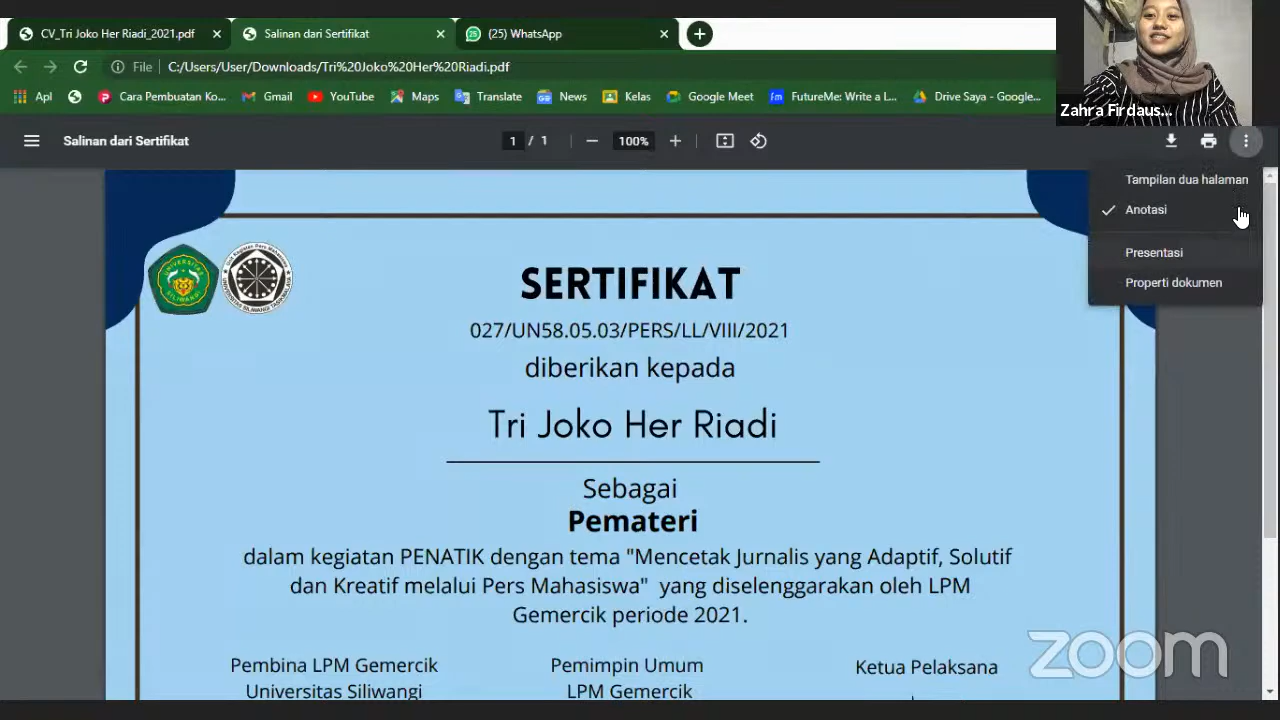 CV_Tri Joko Her Riadi_2021.pdf
Salinan dari Sertifikat
(25) WhatsApp
File
C:/Users/User/Downloads/Tri%20Joko%20Her%20Riadi.pdf
Apl
Cara Pembuatan Ko...
Gmail
YouTube
Maps
Translate
News
Kelas
Google Meet
FutureMe: Write a L...
Drive Saya - Google...
Zahra Firdaus...
Salinan dari Sertifikat
1 / 1
100%
Tampilan dua halaman
Anotasi
Presentasi
Properti dokumen
SERTIFIKAT
027/UN58.05.03/PERS/LL/VIII/2021
diberikan kepada
Tri Joko Her Riadi
Sebagai
Pemateri
dalam kegiatan PENATIK dengan tema "Mencetak Jurnalis yang Adaptif, Solutif
dan Kreatif melalui Pers Mahasiswa" yang diselenggarakan oleh LPM
Gemercik periode 2021.
Pembina LPM Gemercik
Universitas Siliwangi
Pemimpin Umum
LPM Gemercik
Ketua Pelaksana
zoom